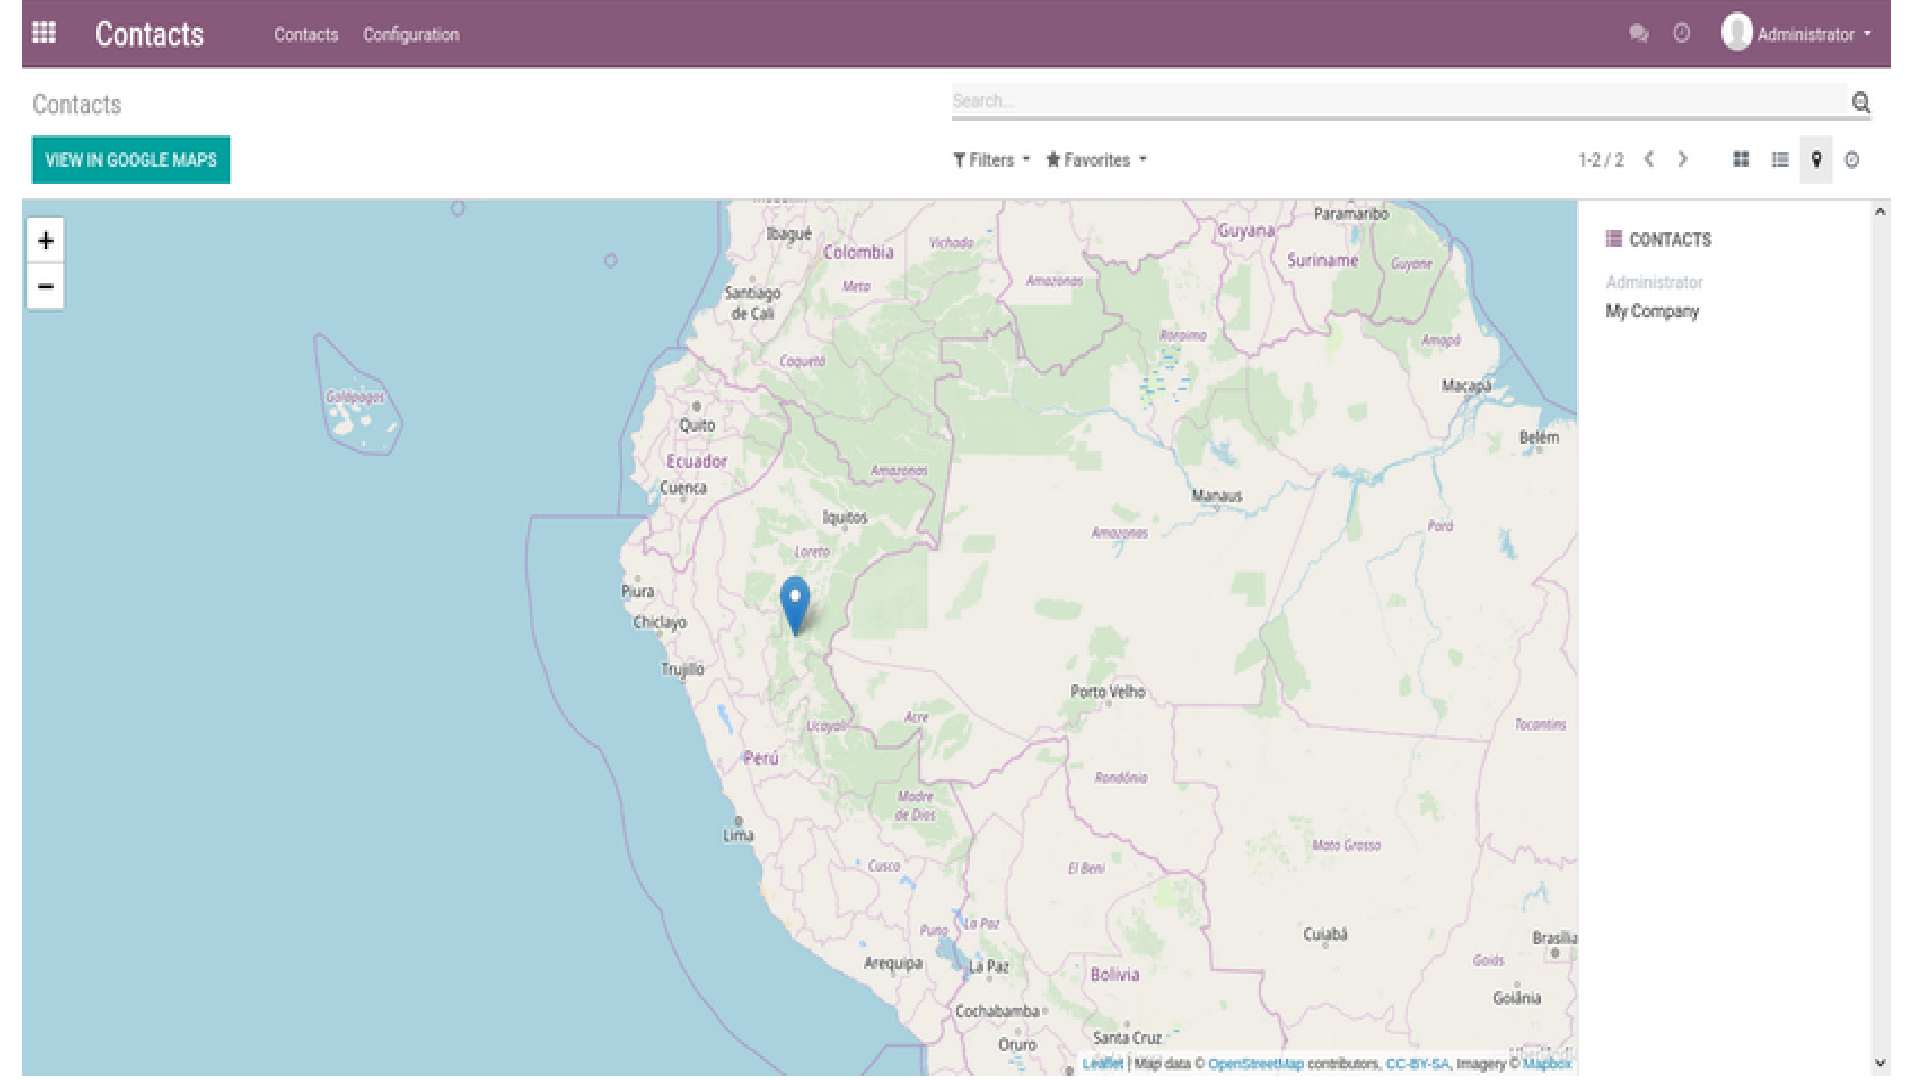 Contacts Contacts Configuration Administrator
Contacts
Search...
VIEW IN GOOGLE MAPS
Filters Favorites 1-2 / 2
+
−
CONTACTS
Administrator
My Company
Paramaribo
Ibagué
Guyana
Vichada
Colombia
Suriname
Guyane
Amazonas
Meta
Santiago
de Cali
Roraima
Amapá
Caquetá
Macapá
Galápagos
Quito
Belém
Ecuador
Amazonas
Cuenca
Manaus
Iquitos
Pará
Amazonas
Loreto
Piura
Chiclayo
Trujillo
Porto Velho
Acre
Ucayali
Tocantins
Perú
Rondônia
Madre
de Dios
Lima
Mato Grosso
Cusco
El Beni
La Paz
Puno
Cuiabá
Brasília
Arequipa
La Paz
Goiás
Bolivia
Goiânia
Cochabamba
Santa Cruz
Oruro
Leaflet | Map data © OpenStreetMap contributors, CC-BY-SA, Imagery © Mapbox